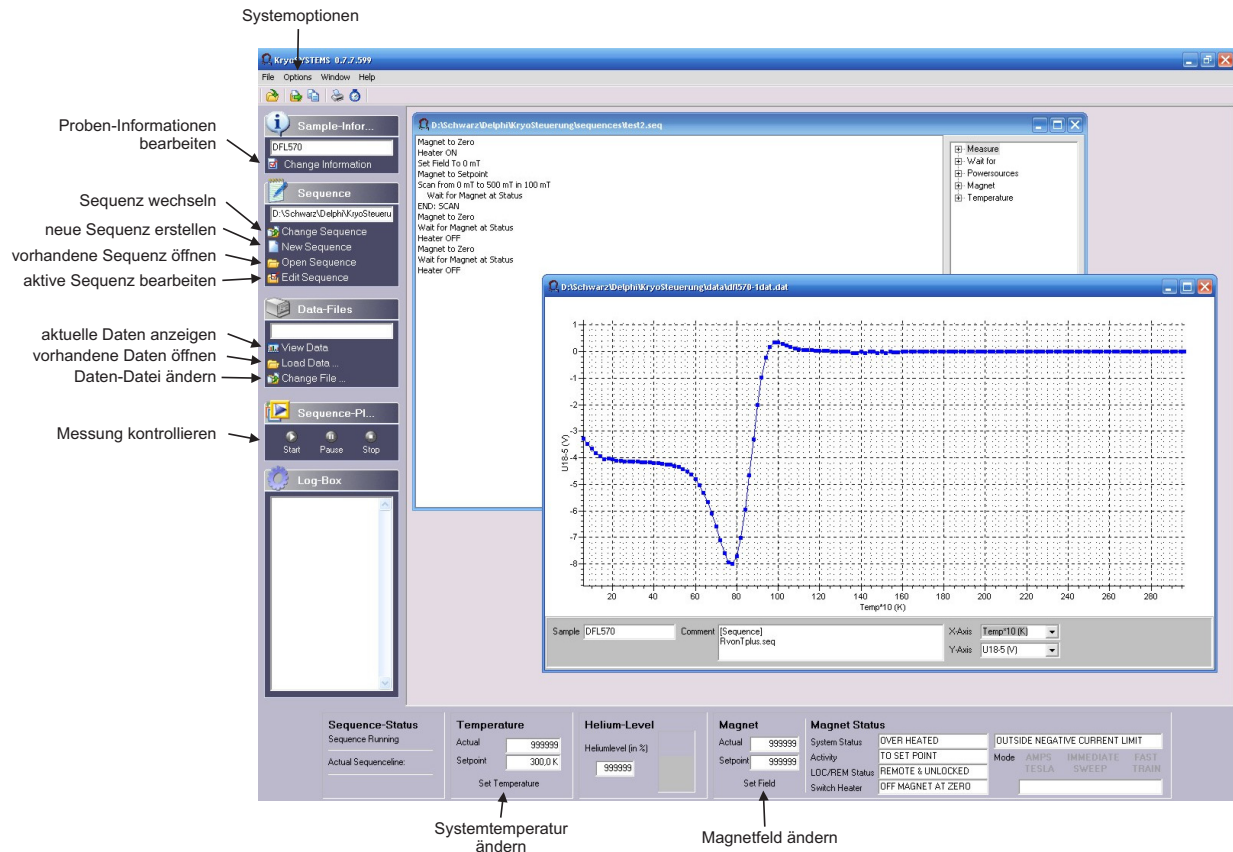 Systemoptionen
KryoSYSTEMS 0.7.7.599
File Options Window Help
Proben-Informationen
bearbeiten
Sample-Infor...
DFL570
Change Information
Sequenz wechseln
neue Sequenz erstellen
vorhandene Sequenz öffnen
aktive Sequenz bearbeiten
Sequence
D:\Schwarz\Delphi\KryoSteueru
Change Sequence
New Sequence
Open Sequence
Edit Sequence
aktuelle Daten anzeigen
vorhandene Daten öffnen
Daten-Datei ändern
Data-Files
View Data
Load Data ...
Change File ...
Messung kontrollieren
Sequence-Pl...
Start Pause Stop
Log-Box
D:\Schwarz\Delphi\KryoSteuerung\sequences\test2.seq
Magnet to Zero
Heater ON
Set Field To 0 mT
Magnet to Setpoint
Scan from 0 mT to 500 mT in 100 mT
Wait for Magnet at Status
END: SCAN
Magnet to Zero
Wait for Magnet at Status
Heater OFF
Magnet to Zero
Wait for Magnet at Status
Heater OFF
Measure
Wait for
Powersources
Magnet
Temperature
D:\Schwarz\Delphi\KryoSteuerung\data\dfl570-1dat.dat
1
0
-1
-2
-3
-4
-5
-6
-7
-8
U18-5 (V)
20 40 60 80 100 120 140 160 180 200 220 240 260 280
Temp*10 (K)
Sample DFL570
Comment [Sequence]
RvonTplus.seq
X-Axis Temp*10 (K)
Y-Axis U18-5 (V)
Sequence-Status
Sequence Running
Actual Sequenceline:
Temperature
Actual 999999
Setpoint 300,0 K
Set Temperature
Helium-Level
Heliumlevel (in %)
999999
Magnet
Actual 999999
Setpoint 999999
Set Field
Magnet Status
System Status OVER HEATED
Activity TO SET POINT
LOC/REM Status REMOTE & UNLOCKED
Switch Heater OFF MAGNET AT ZERO
OUTSIDE NEGATIVE CURRENT LIMIT
Mode AMPS IMMEDIATE FAST
TESLA SWEEP TRAIN
Systemtemperatur
ändern
Magnetfeld ändern